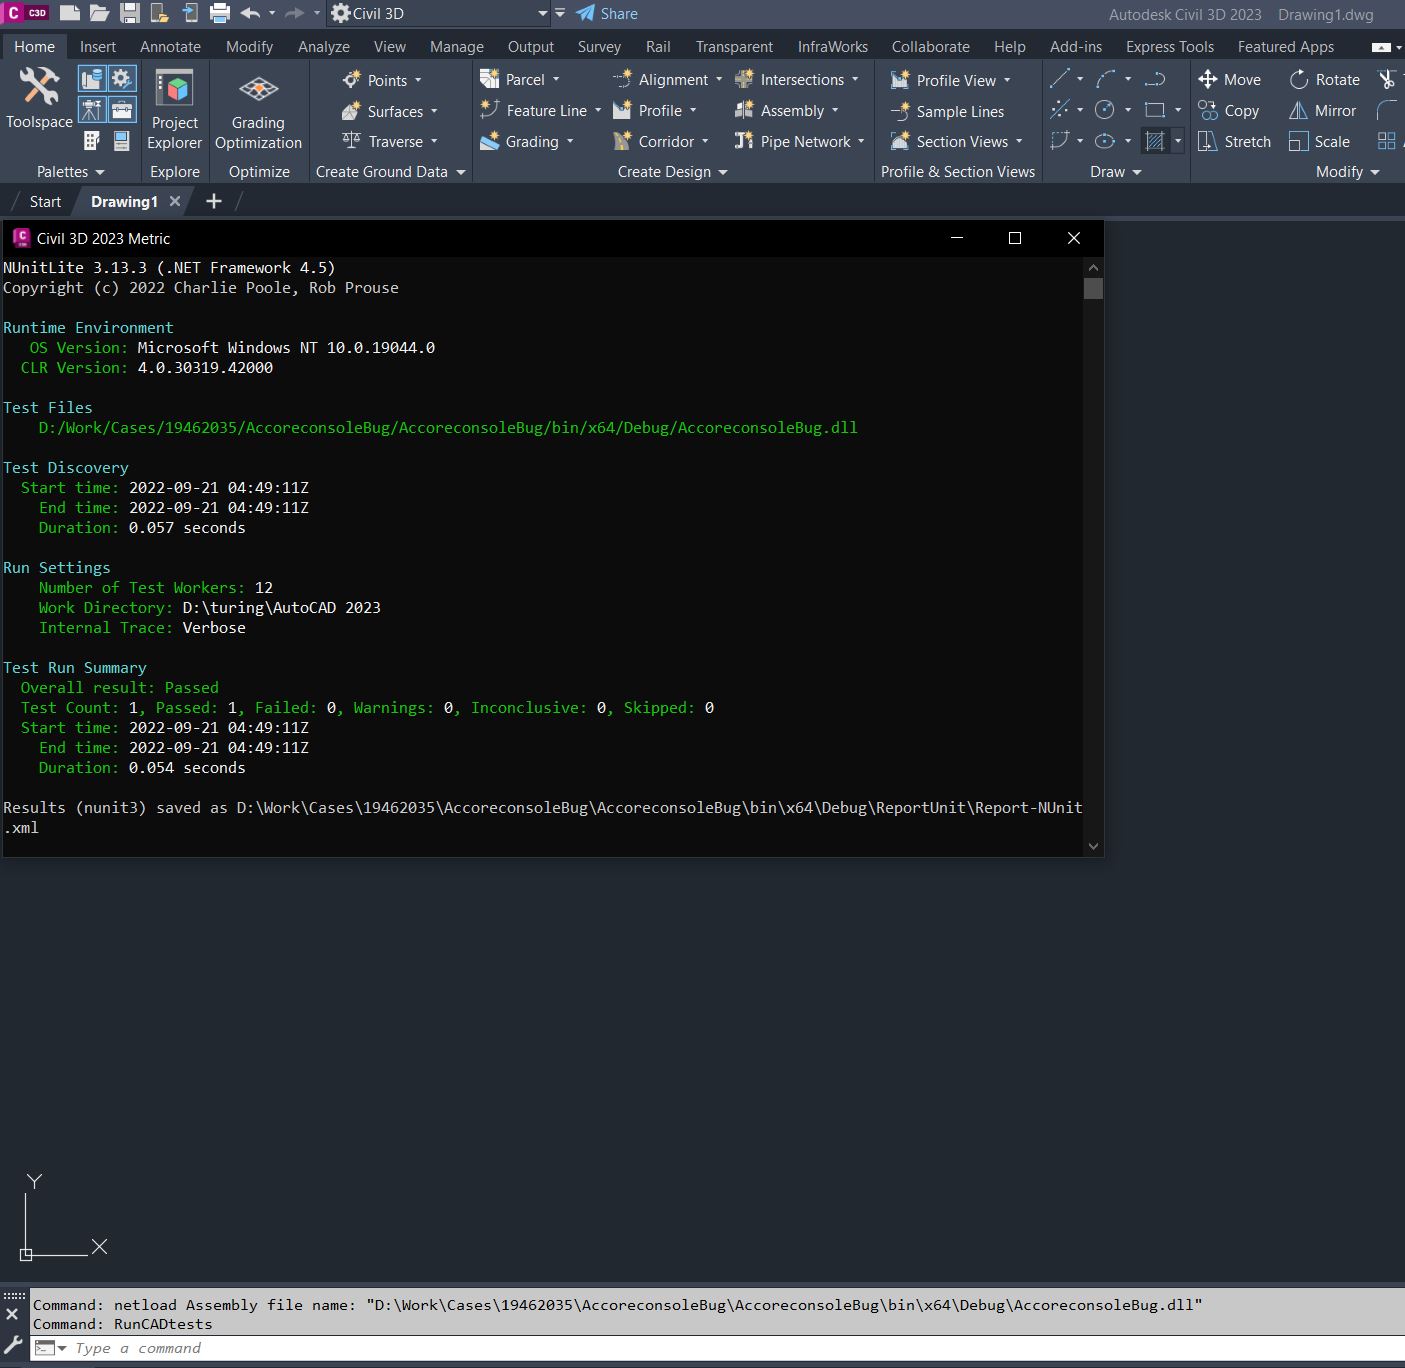 C C3D Civil 3D Share Autodesk Civil 3D 2023 Drawing1.dwg
Home Insert Annotate Modify Analyze View Manage Output Survey Rail Transparent InfraWorks Collaborate Help Add-ins Express Tools Featured Apps
Toolspace
Palettes
Project
Explorer
Explore
Grading
Optimization
Optimize
Points
Surfaces
Traverse
Create Ground Data
Parcel Alignment Intersections
Feature Line Profile Assembly
Grading Corridor Pipe Network
Create Design
Profile View
Sample Lines
Section Views
Profile & Section Views
Draw
Move Rotate
Copy Mirror
Stretch Scale
Modify
Start Drawing1
Civil 3D 2023 Metric
NUnitLite 3.13.3 (.NET Framework 4.5)
Copyright (c) 2022 Charlie Poole, Rob Prouse
Runtime Environment
OS Version: Microsoft Windows NT 10.0.19044.0
CLR Version: 4.0.30319.42000
Test Files
D:/Work/Cases/19462035/AccoreconsoleBug/AccoreconsoleBug/bin/x64/Debug/AccoreconsoleBug.dll
Test Discovery
Start time: 2022-09-21 04:49:11Z
End time: 2022-09-21 04:49:11Z
Duration: 0.057 seconds
Run Settings
Number of Test Workers: 12
Work Directory: D:\turing\AutoCAD 2023
Internal Trace: Verbose
Test Run Summary
Overall result: Passed
Test Count: 1, Passed: 1, Failed: 0, Warnings: 0, Inconclusive: 0, Skipped: 0
Start time: 2022-09-21 04:49:11Z
End time: 2022-09-21 04:49:11Z
Duration: 0.054 seconds
Results (nunit3) saved as D:\Work\Cases\19462035\AccoreconsoleBug\AccoreconsoleBug\bin\x64\Debug\ReportUnit\Report-NUnit
.xml
Y
X
Command: netload Assembly file name: "D:\Work\Cases\19462035\AccoreconsoleBug\AccoreconsoleBug\bin\x64\Debug\AccoreconsoleBug.dll"
Command: RunCADtests
Type a command